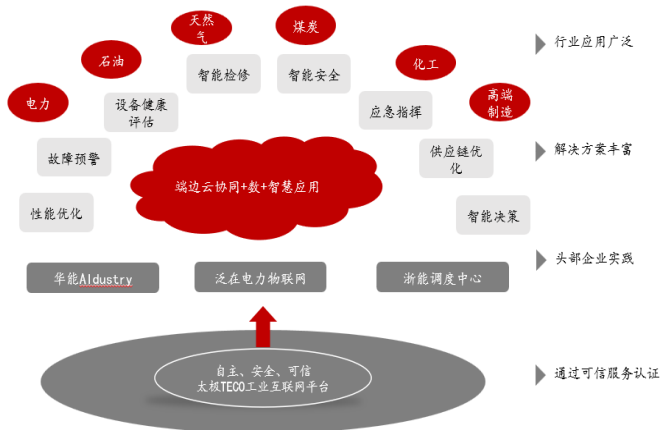 天然
气
煤炭
石油
化工
电力
高端
制造
行业应用广泛
智能检修
智能安全
设备健康
评估
应急指挥
故障预警
供应链优
化
解决方案丰富
端边云协同+数+智慧应用
性能优化
智能决策
头部企业实践
华能AIdustry
泛在电力物联网
浙能调度中心
自主、安全、可信
太极TECO工业互联网平台
通过可信服务认证